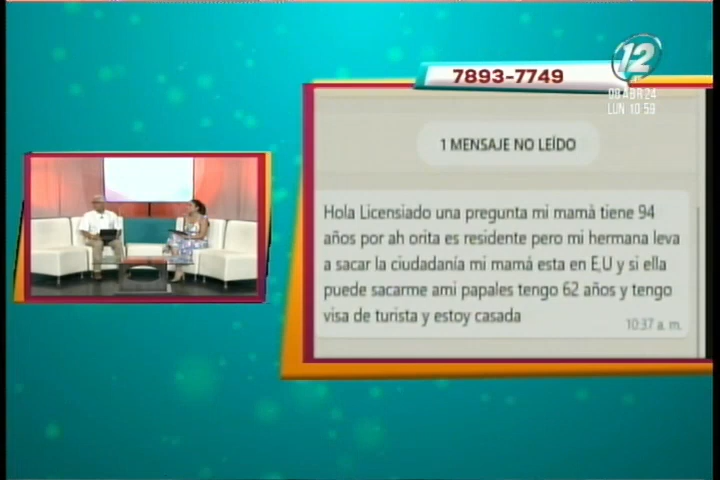 7893-7749
12
08 ABR 24
LUN 10:59
1 MENSAJE NO LEÍDO
Hola Licensiado una pregunta mi mamà tiene 94
años por ah orita es residente pero mi hermana leva
a sacar la ciudadanía mi mamá esta en E,U y si ella
puede sacarme ami papales tengo 62 años y tengo
visa de turista y estoy casada
10:37 a. m.